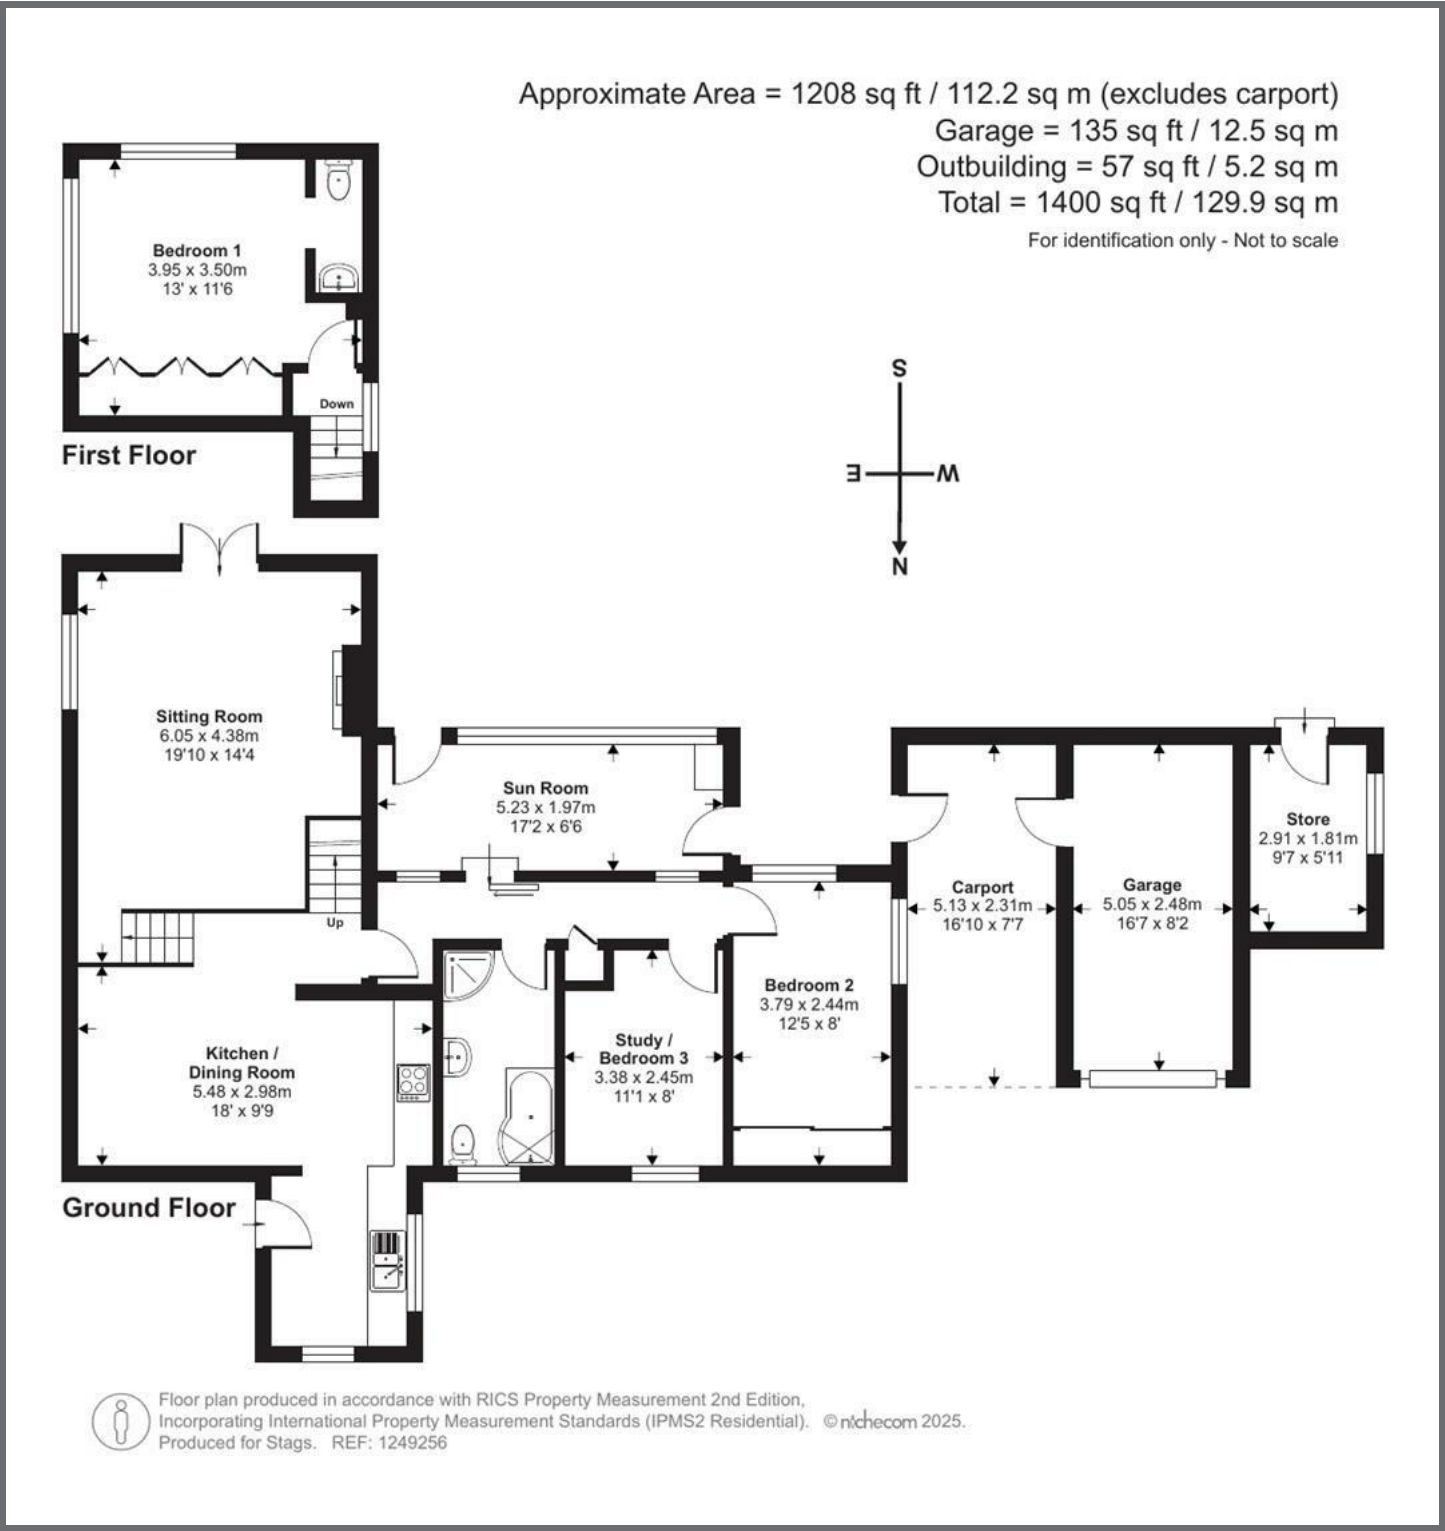 Approximate Area = 1208 sq ft / 112.2 sq m (excludes carport)
Garage = 135 sq ft / 12.5 sq m
Outbuilding = 57 sq ft / 5.2 sq m
Total = 1400 sq ft / 129.9 sq m
For identification only - Not to scale
Bedroom 1
3.95 x 3.50m
13' x 11'6
Down
First Floor
S
E
W
N
Sitting Room
6.05 x 4.38m
19'10 x 14'4
Up
Sun Room
5.23 x 1.97m
17'2 x 6'6
Store
2.91 x 1.81m
9'7 x 5'11
Carport
5.13 x 2.31m
16'10 x 7'7
Garage
5.05 x 2.48m
16'7 x 8'2
Bedroom 2
3.79 x 2.44m
12'5 x 8'
Study /
Bedroom 3
3.38 x 2.45m
11'1 x 8'
Kitchen /
Dining Room
5.48 x 2.98m
18' x 9'9
Ground Floor
Floor plan produced in accordance with RICS Property Measurement 2nd Edition,
Incorporating International Property Measurement Standards (IPMS2 Residential). © nichecom 2025.
Produced for Stags. REF: 1249256